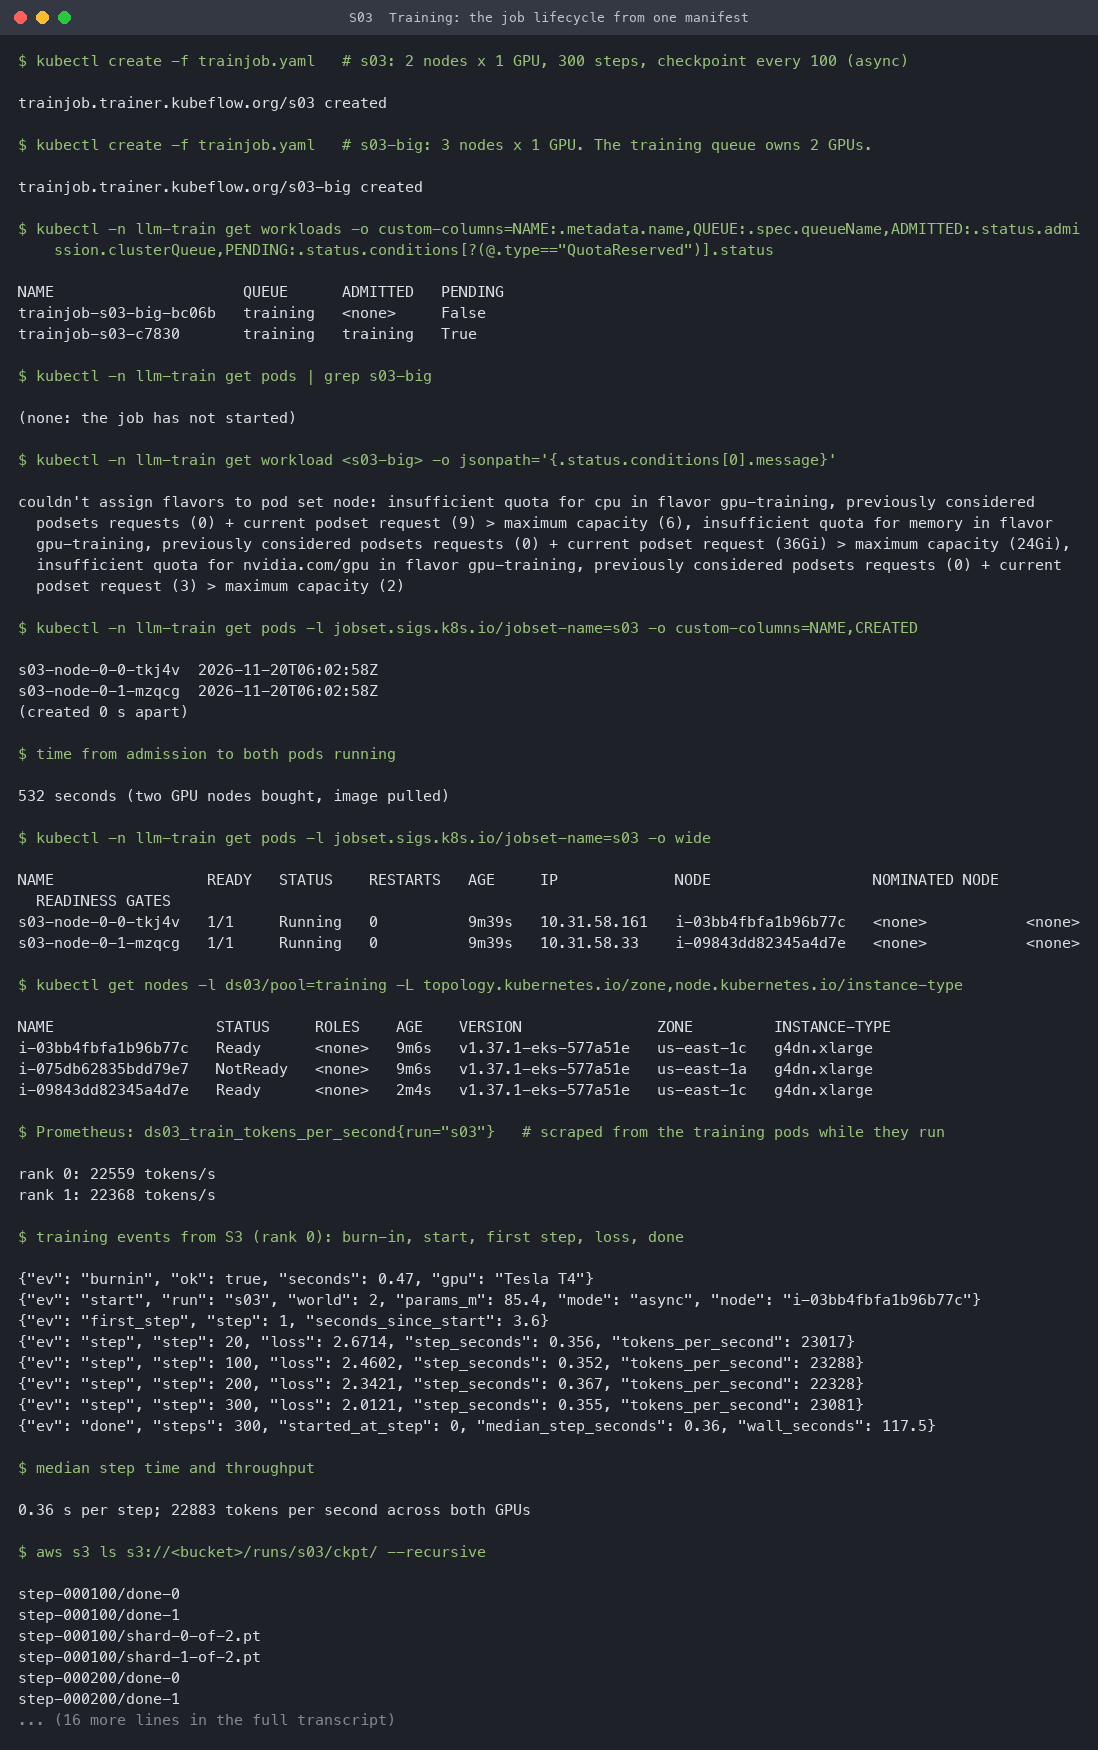 S03  Training: the job lifecycle from one manifest
$ kubectl create -f trainjob.yaml   # s03: 2 nodes x 1 GPU, 300 steps, checkpoint every 100 (async)
trainjob.trainer.kubeflow.org/s03 created
$ kubectl create -f trainjob.yaml   # s03-big: 3 nodes x 1 GPU. The training queue owns 2 GPUs.
trainjob.trainer.kubeflow.org/s03-big created
$ kubectl -n llm-train get workloads -o custom-columns=NAME:.metadata.name,QUEUE:.spec.queueName,ADMITTED:.status.admi
    ssion.clusterQueue,PENDING:.status.conditions[?(@.type=="QuotaReserved")].status
NAME                     QUEUE      ADMITTED   PENDING
trainjob-s03-big-bc06b   training   <none>     False
trainjob-s03-c7830       training   training   True
$ kubectl -n llm-train get pods | grep s03-big
(none: the job has not started)
$ kubectl -n llm-train get workload <s03-big> -o jsonpath='{.status.conditions[0].message}'
couldn't assign flavors to pod set node: insufficient quota for cpu in flavor gpu-training, previously considered
  podsets requests (0) + current podset request (9) > maximum capacity (6), insufficient quota for memory in flavor
  gpu-training, previously considered podsets requests (0) + current podset request (36Gi) > maximum capacity (24Gi),
  insufficient quota for nvidia.com/gpu in flavor gpu-training, previously considered podsets requests (0) + current
  podset request (3) > maximum capacity (2)
$ kubectl -n llm-train get pods -l jobset.sigs.k8s.io/jobset-name=s03 -o custom-columns=NAME,CREATED
s03-node-0-0-tkj4v  2026-11-20T06:02:58Z
s03-node-0-1-mzqcg  2026-11-20T06:02:58Z
(created 0 s apart)
$ time from admission to both pods running
532 seconds (two GPU nodes bought, image pulled)
$ kubectl -n llm-train get pods -l jobset.sigs.k8s.io/jobset-name=s03 -o wide
NAME                 READY   STATUS    RESTARTS   AGE     IP             NODE                  NOMINATED NODE
  READINESS GATES
s03-node-0-0-tkj4v   1/1     Running   0          9m39s   10.31.58.161   i-03bb4fbfa1b96b77c   <none>           <none>
s03-node-0-1-mzqcg   1/1     Running   0          9m39s   10.31.58.33    i-09843dd82345a4d7e   <none>           <none>
$ kubectl get nodes -l ds03/pool=training -L topology.kubernetes.io/zone,node.kubernetes.io/instance-type
NAME                  STATUS     ROLES    AGE    VERSION               ZONE         INSTANCE-TYPE
i-03bb4fbfa1b96b77c   Ready      <none>   9m6s   v1.37.1-eks-577a51e   us-east-1c   g4dn.xlarge
i-075db62835bdd79e7   NotReady   <none>   9m6s   v1.37.1-eks-577a51e   us-east-1a   g4dn.xlarge
i-09843dd82345a4d7e   Ready      <none>   2m4s   v1.37.1-eks-577a51e   us-east-1c   g4dn.xlarge
$ Prometheus: ds03_train_tokens_per_second{run="s03"}   # scraped from the training pods while they run
rank 0: 22559 tokens/s
rank 1: 22368 tokens/s
$ training events from S3 (rank 0): burn-in, start, first step, loss, done
{"ev": "burnin", "ok": true, "seconds": 0.47, "gpu": "Tesla T4"}
{"ev": "start", "run": "s03", "world": 2, "params_m": 85.4, "mode": "async", "node": "i-03bb4fbfa1b96b77c"}
{"ev": "first_step", "step": 1, "seconds_since_start": 3.6}
{"ev": "step", "step": 20, "loss": 2.6714, "step_seconds": 0.356, "tokens_per_second": 23017}
{"ev": "step", "step": 100, "loss": 2.4602, "step_seconds": 0.352, "tokens_per_second": 23288}
{"ev": "step", "step": 200, "loss": 2.3421, "step_seconds": 0.367, "tokens_per_second": 22328}
{"ev": "step", "step": 300, "loss": 2.0121, "step_seconds": 0.355, "tokens_per_second": 23081}
{"ev": "done", "steps": 300, "started_at_step": 0, "median_step_seconds": 0.36, "wall_seconds": 117.5}
$ median step time and throughput
0.36 s per step; 22883 tokens per second across both GPUs
$ aws s3 ls s3://<bucket>/runs/s03/ckpt/ --recursive
step-000100/done-0
step-000100/done-1
step-000100/shard-0-of-2.pt
step-000100/shard-1-of-2.pt
step-000200/done-0
step-000200/done-1
... (16 more lines in the full transcript)